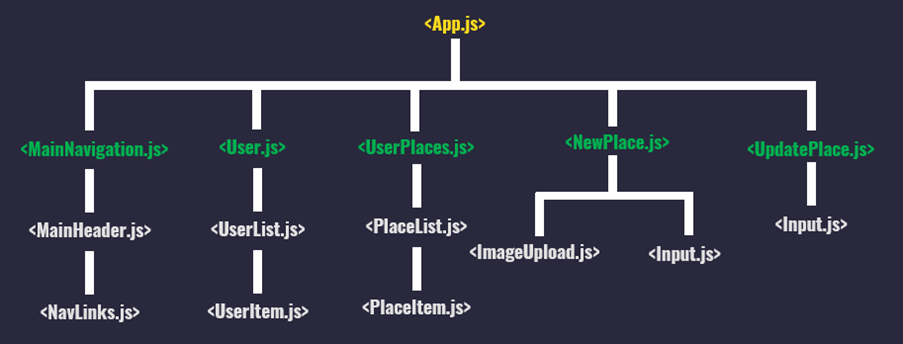 <App.js>
<MainNavigation.js>
<User.js>
<UserPlaces.js>
<NewPlace.js>
<UpdatePlace.js>
<MainHeader.js>
<UserList.js>
<PlaceList.js>
<ImageUpload.js>
<Input.js>
<Input.js>
<NavLinks.js>
<UserItem.js>
<PlaceItem.js>